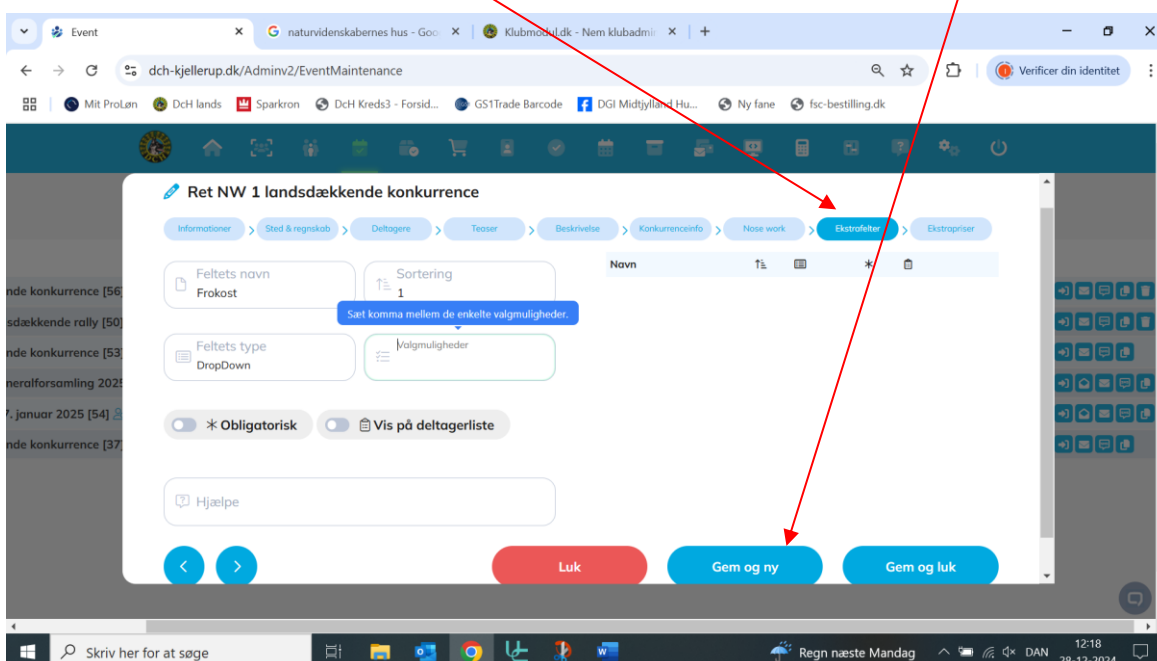 Event
naturvidenskabernes hus - Goo
Klubmodul.dk - Nem klubadmin
dch-kjellerup.dk/Adminv2/EventMaintenance
Verificer din identitet
Mit ProLøn
DcH lands
Sparkron
DcH Kreds3 - Forsid...
GS1Trade Barcode
DGI Midtjylland Hu...
Ny fane
fsc-bestilling.dk
Ret NW 1 landsdækkende konkurrence
Informationer > Sted & regnskab > Deltagere > Teaser > Beskrivelse > Konkurrenceinfo > Nose work > Ekstrafelter > Ekstrapriser
Feltets navn
Frokost
Sortering
1
Navn
Sæt komma mellem de enkelte valgmuligheder.
Feltets type
DropDown
Valgmuligheder
nde konkurrence [56
sdækkende rally [50]
nde konkurrence [53]
neralforsamling 2025
7. januar 2025 [54]
nde konkurrence [37]
Obligatorisk
Vis på deltagerliste
Hjælpe
Luk
Gem og ny
Gem og luk
Skriv her for at søge
Regn næste Mandag
DAN
12:18
28-12-2024